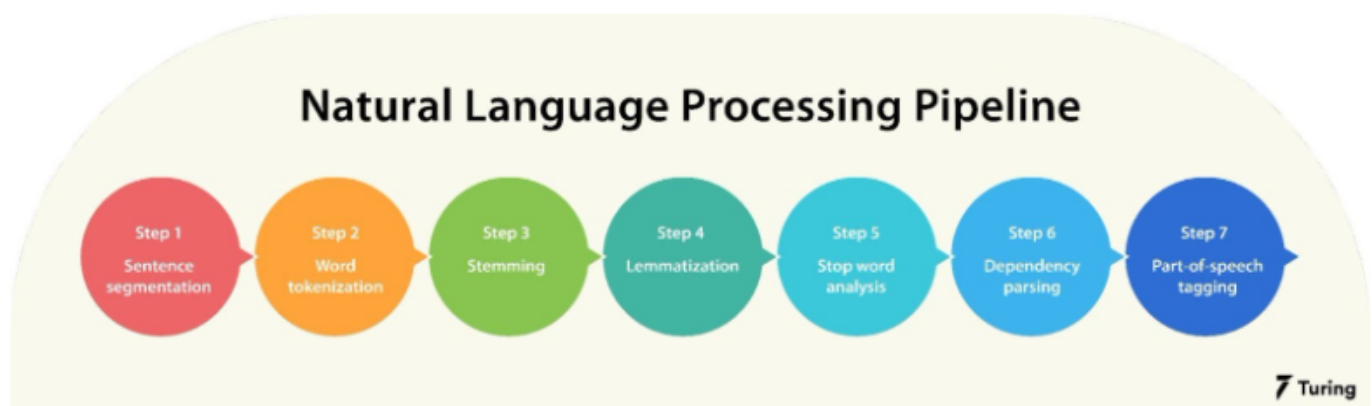 Natural Language Processing Pipeline
Step 1
Sentence
segmentation
Step 2
Word
tokenization
Step 3
Stemming
Step 4
Lemmatization
Step 5
Stop word
analysis
Step 6
Dependency
parsing
Step 7
Part-of-speech
tagging
Turing